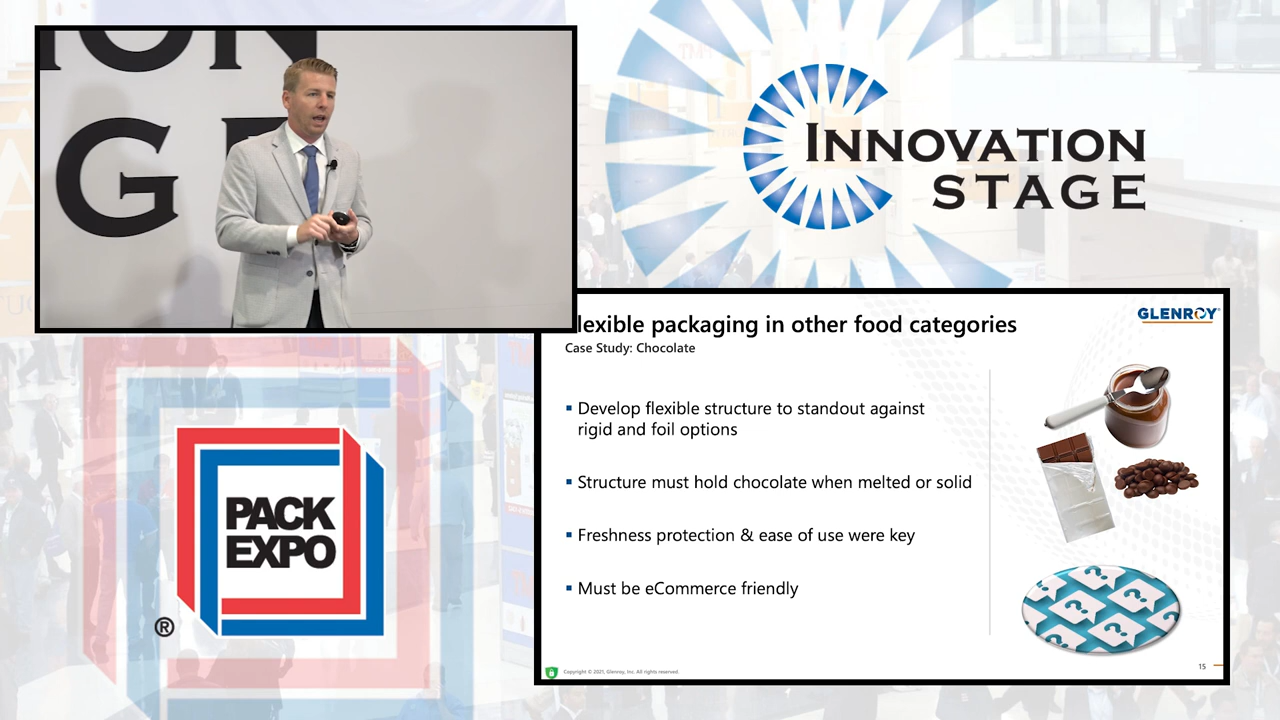 ION
G
INNOVATION
STAGE
lexible packaging in other food categories
GLENROY
Case Study: Chocolate
▪ Develop flexible structure to standout against
rigid and foil options
▪ Structure must hold chocolate when melted or solid
▪ Freshness protection & ease of use were key
▪ Must be eCommerce friendly
? ? ? ? ?
PACK
EXPO
®
Copyright © 2021, Glenroy, Inc. All rights reserved.
15